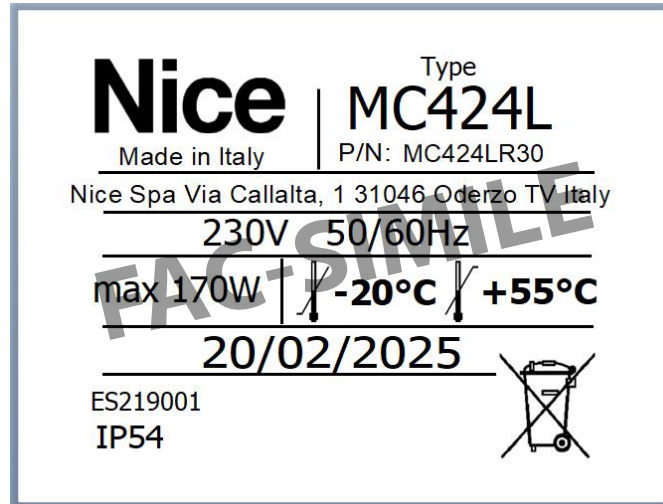 Nice
Made in Italy
Type
MC424L
P/N: MC424LR30
Nice Spa Via Callalta, 1 31046 Oderzo TV Italy
230V 50/60Hz
FAC-SIMILE
max 170W -20°C +55°C
20/02/2025
ES219001
IP54